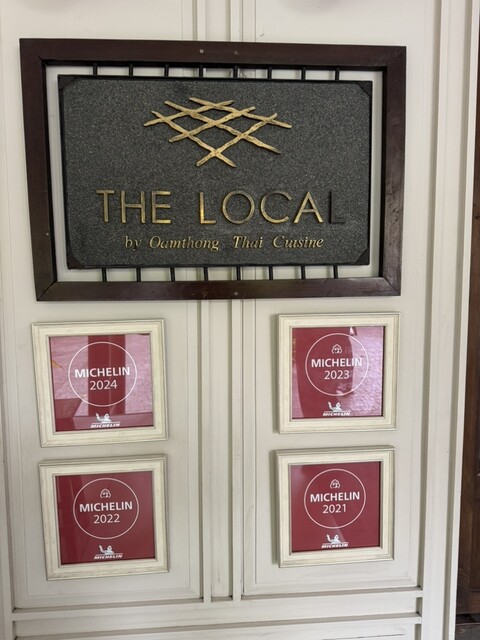 THE LOCAL
by Oamthong Thai Cuisine
MICHELIN
2024
MICHELIN
MICHELIN
2023
MICHELIN
MICHELIN
2022
MICHELIN
MICHELIN
2021
MICHELIN